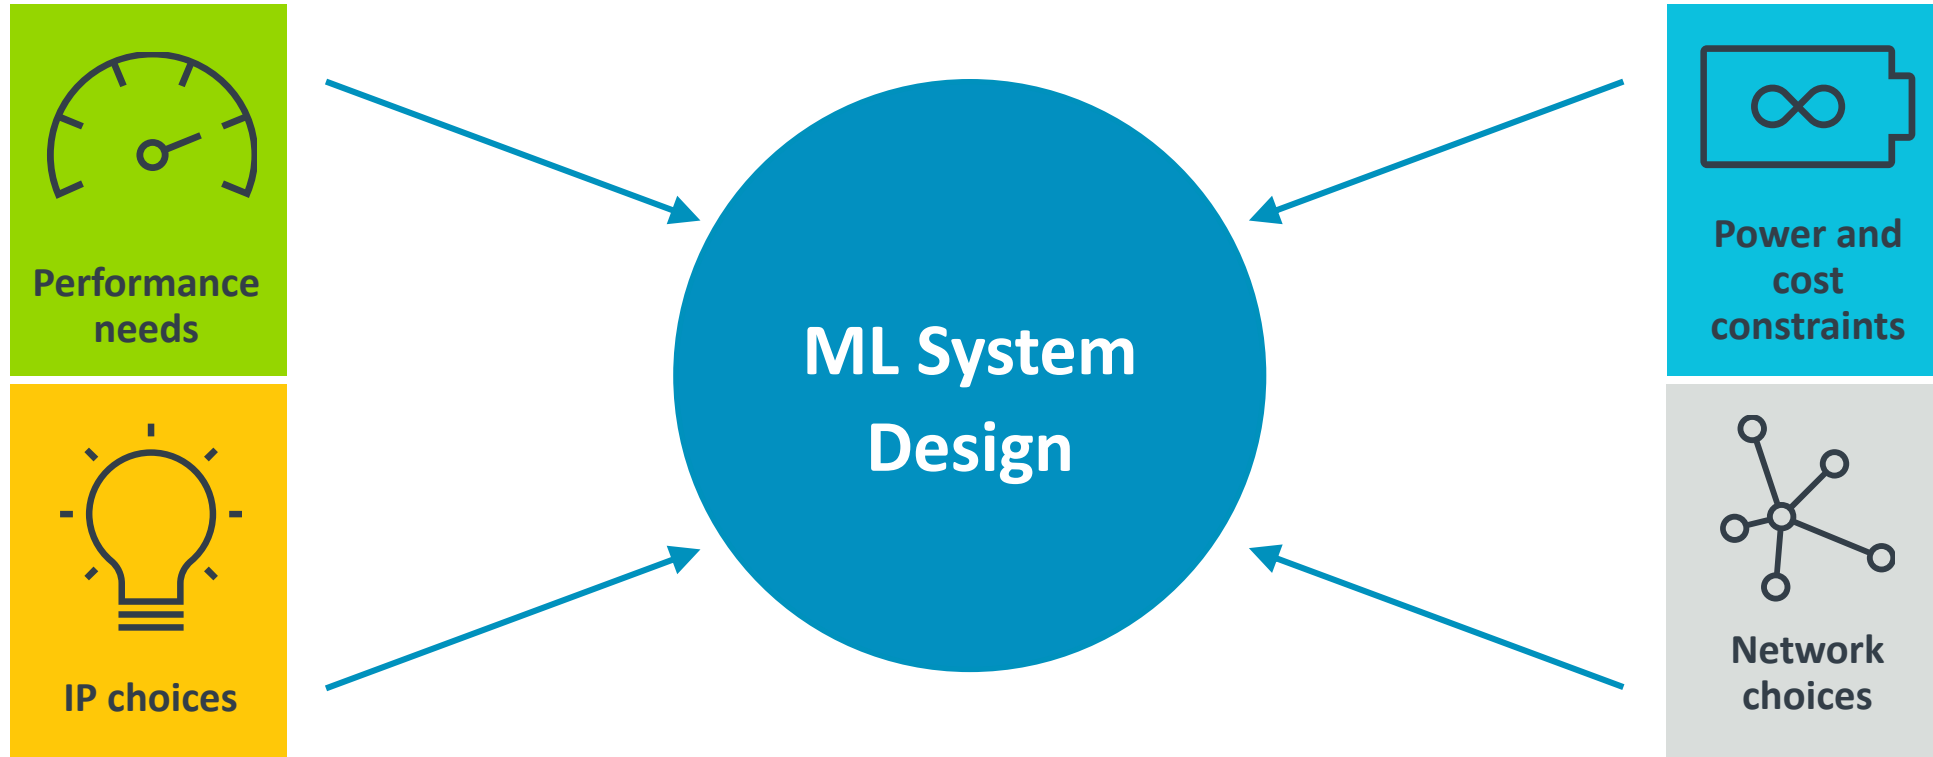 Performance
needs
IP choices
ML System
Design
Power and
cost
constraints
Network
choices